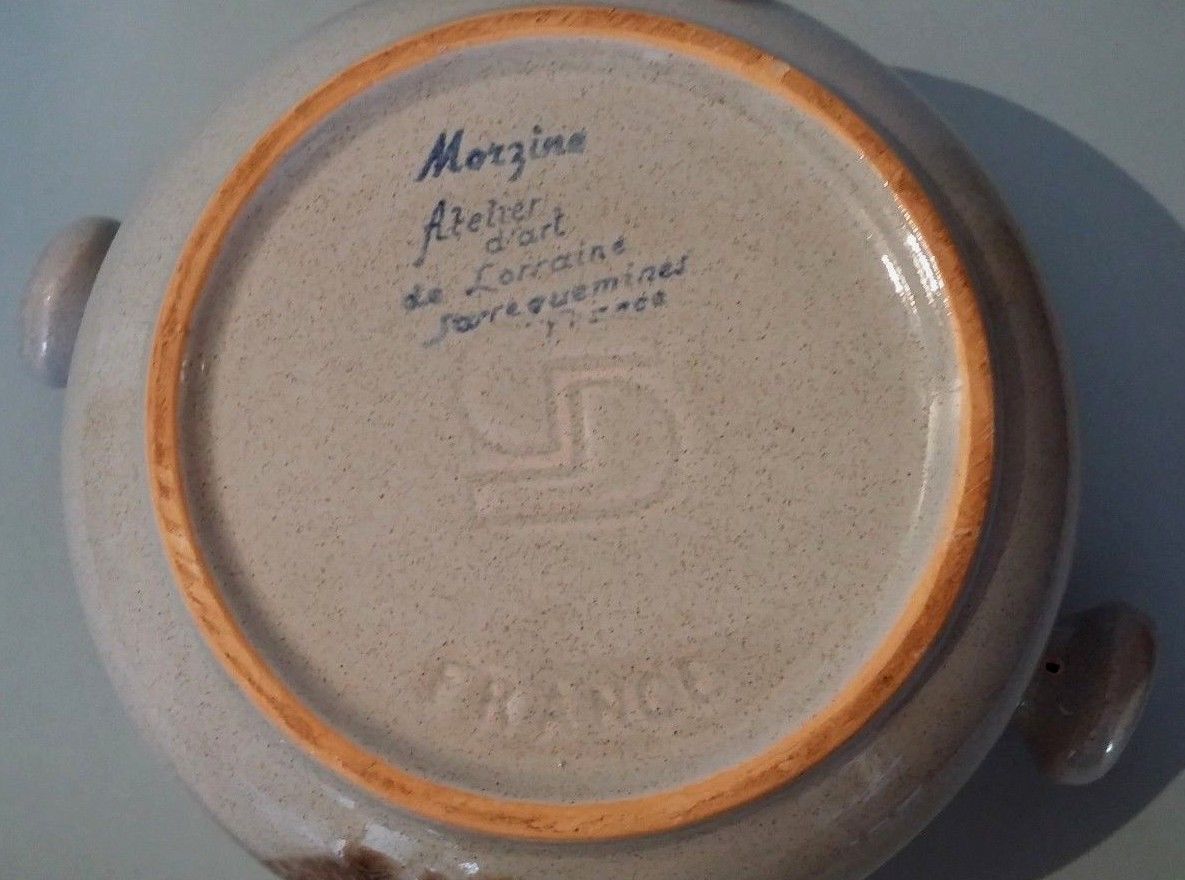 Morzine
Atelier
d'art
de Lorraine
Sarreguemines
FRANCE